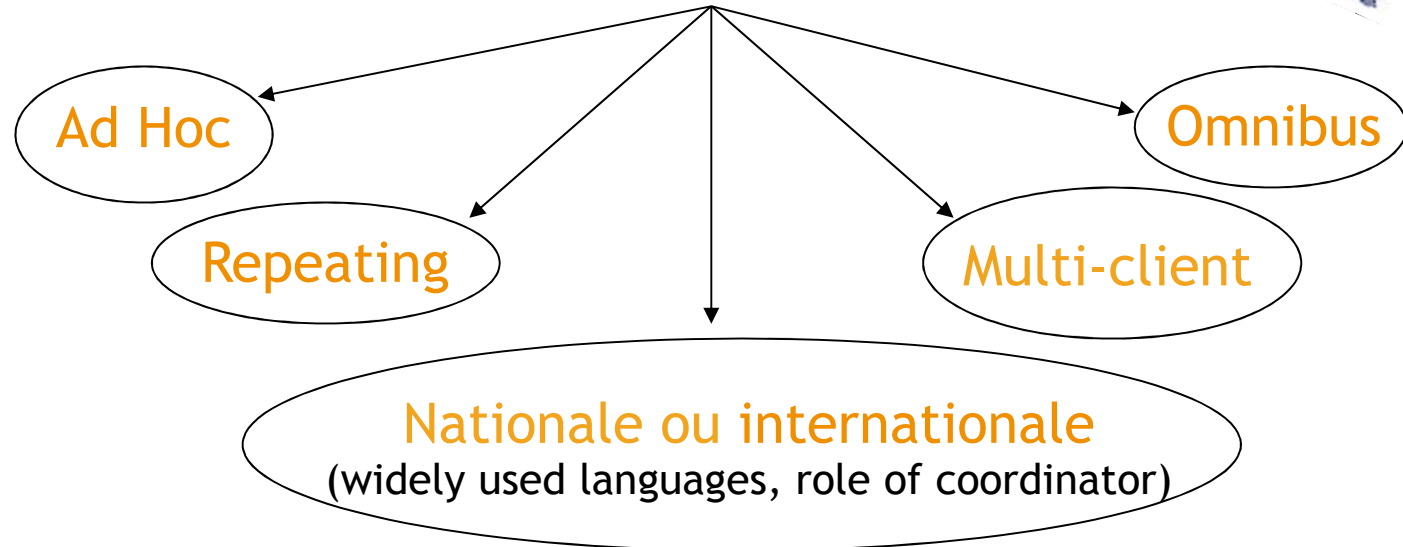 Ad Hoc
Omnibus
Repeating
Multi-client
Nationale ou internationale
(widely used languages, role of coordinator)